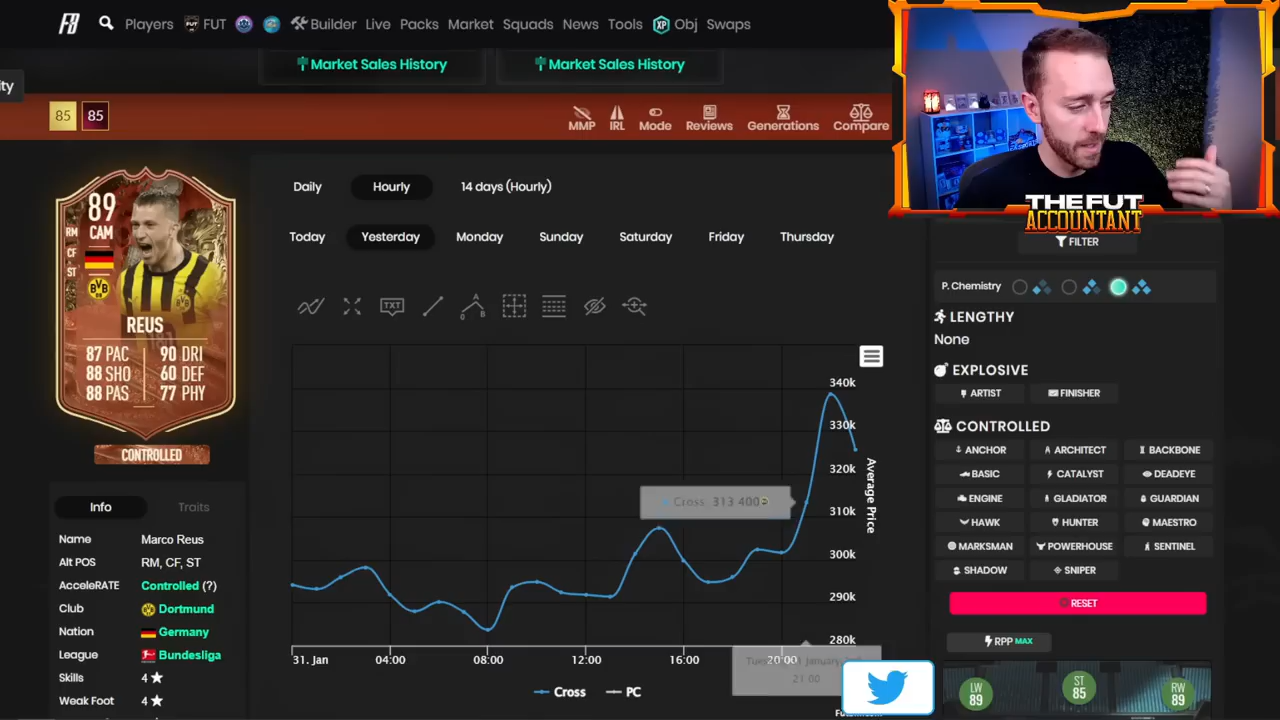 Players FUT Builder Live Packs Market Squads News Tools XP Obj Swaps
Market Sales History Market Sales History
ity
85 85 MMP IRL Mode Reviews Generations Compare
THE FUT
ACCOUNTANT
89
CAM
RM
CF
ST
BVB
09
REUS
87 PAC 90 DRI
88 SHO 60 DEF
88 PAS 77 PHY
CONTROLLED
Info Traits
Name Marco Reus
Alt POS RM, CF, ST
AcceleRATE Controlled (?)
Club Dortmund
Nation Germany
League Bundesliga
Skills 4
Weak Foot 4
Daily Hourly 14 days (Hourly)
Today Yesterday Monday Sunday Saturday Friday Thursday
TXT
340k
330k
320k
310k
300k
290k
280k
Average Price
Cross 313 400
31. Jan 04:00 08:00 12:00 16:00 20:00
21:00
Cross PC
FILTER
P. Chemistry
LENGTHY
None
EXPLOSIVE
ARTIST FINISHER
CONTROLLED
ANCHOR ARCHITECT BACKBONE
BASIC CATALYST DEADEYE
ENGINE GLADIATOR GUARDIAN
HAWK HUNTER MAESTRO
MARKSMAN POWERHOUSE SENTINEL
SHADOW SNIPER
RESET
RPP MAX
LW
89
ST
85
RW
89